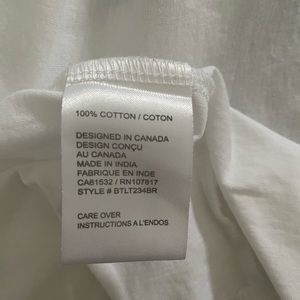 100% COTTON / COTON
DESIGNED IN CANADA
DESIGN CONÇU
AU CANADA
MADE IN INDIA
FABRIQUE EN INDE
CA61532 / RN107817
STYLE # BTLT234BR
CARE OVER
INSTRUCTIONS A L'ENDOS